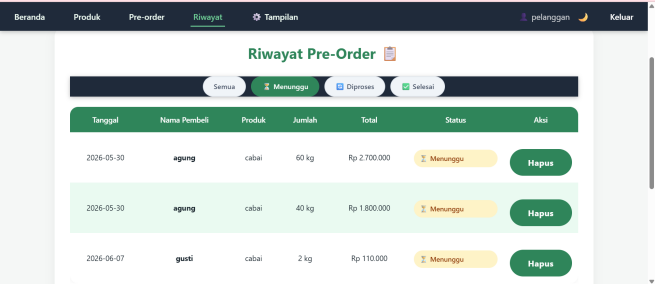 Beranda Produk Pre-order Riwayat ⚙️ Tampilan 👤 pelanggan 🌙 Keluar
Riwayat Pre-Order 📋
Semua ⏳ Menunggu 🔄 Diproses ✅ Selesai
Tanggal Nama Pembeli Produk Jumlah Total Status Aksi
2026-05-30 agung cabai 60 kg Rp 2.700.000 ⏳ Menunggu Hapus
2026-05-30 agung cabai 40 kg Rp 1.800.000 ⏳ Menunggu Hapus
2026-06-07 gusti cabai 2 kg Rp 110.000 ⏳ Menunggu Hapus